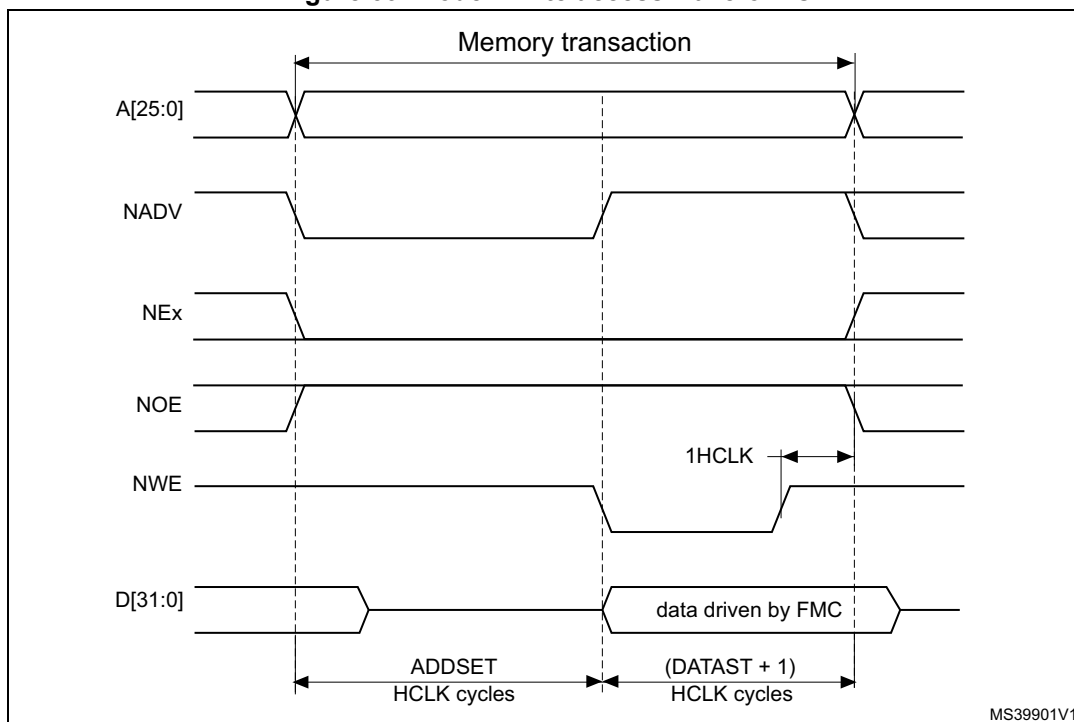 Memory transaction
A[25:0]
NADV
NEx
NOE
1HCLK
NWE
D[31:0]
data driven by FMC
ADDSET
HCLK cycles
(DATAST + 1)
HCLK cycles
MS39901V1